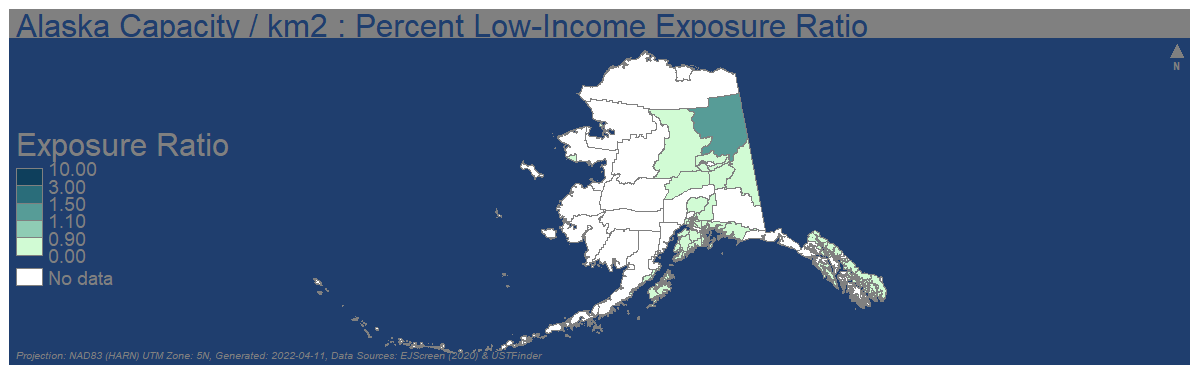 Alaska Capacity / km2 : Percent Low-Income Exposure Ratio
N
Exposure Ratio
10.00
3.00
1.50
1.10
0.90
0.00
No data
Projection: NAD83 (HARN) UTM Zone: 5N, Generated: 2022-04-11, Data Sources: EJScreen (2020) & USTFinder